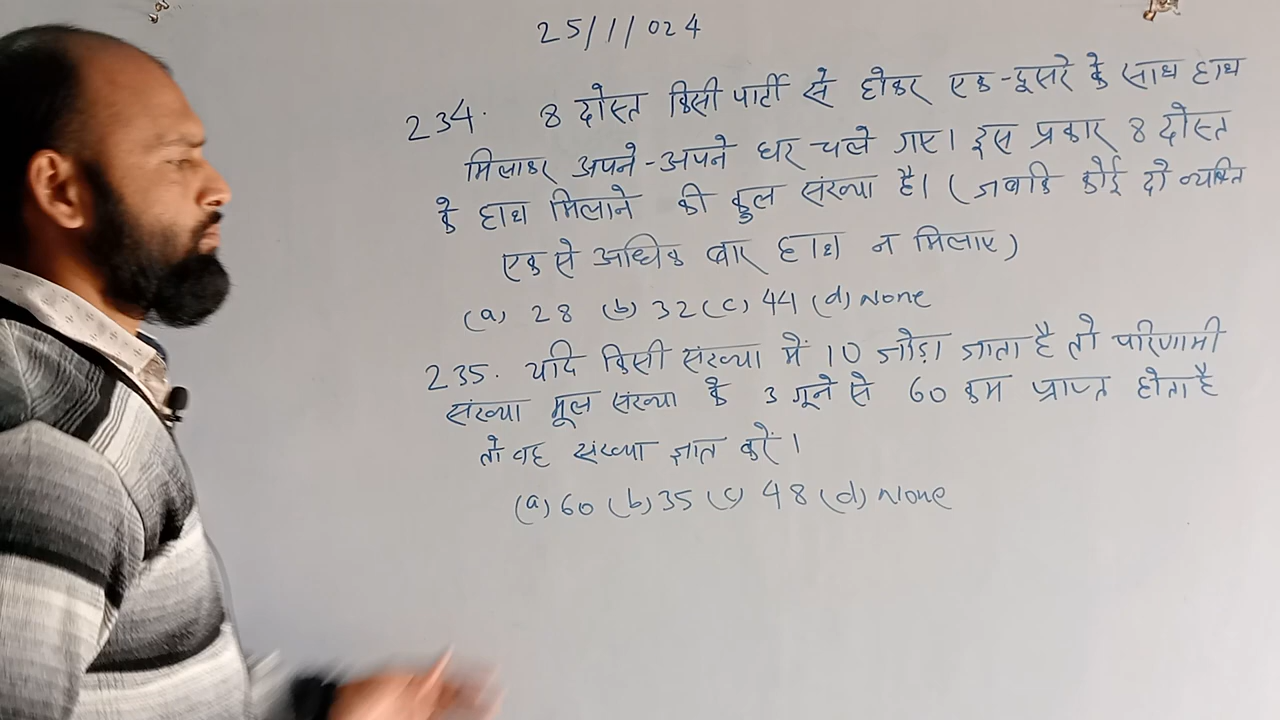 25/1/024
234. 8 दोस्त किसी पार्टी से होकर एक-दूसरे के साथ हाथ
मिलाकर अपने-अपने घर चले गए। इस प्रकार 8 दोस्त
के हाथ मिलाने की कुल संख्या है। (जबकि कोई दो व्यक्ति
एक से अधिक बार हाथ न मिलाए)
(a) 28 (b) 32 (c) 44 (d) None
235. यदि किसी संख्या में 10 जोड़ा जाता है तो परिणामी
संख्या मूल संख्या के 3 गूने से 60 कम प्राप्त होता है
तो वह संख्या ज्ञात करें।
(a) 60 (b) 35 (c) 48 (d) None